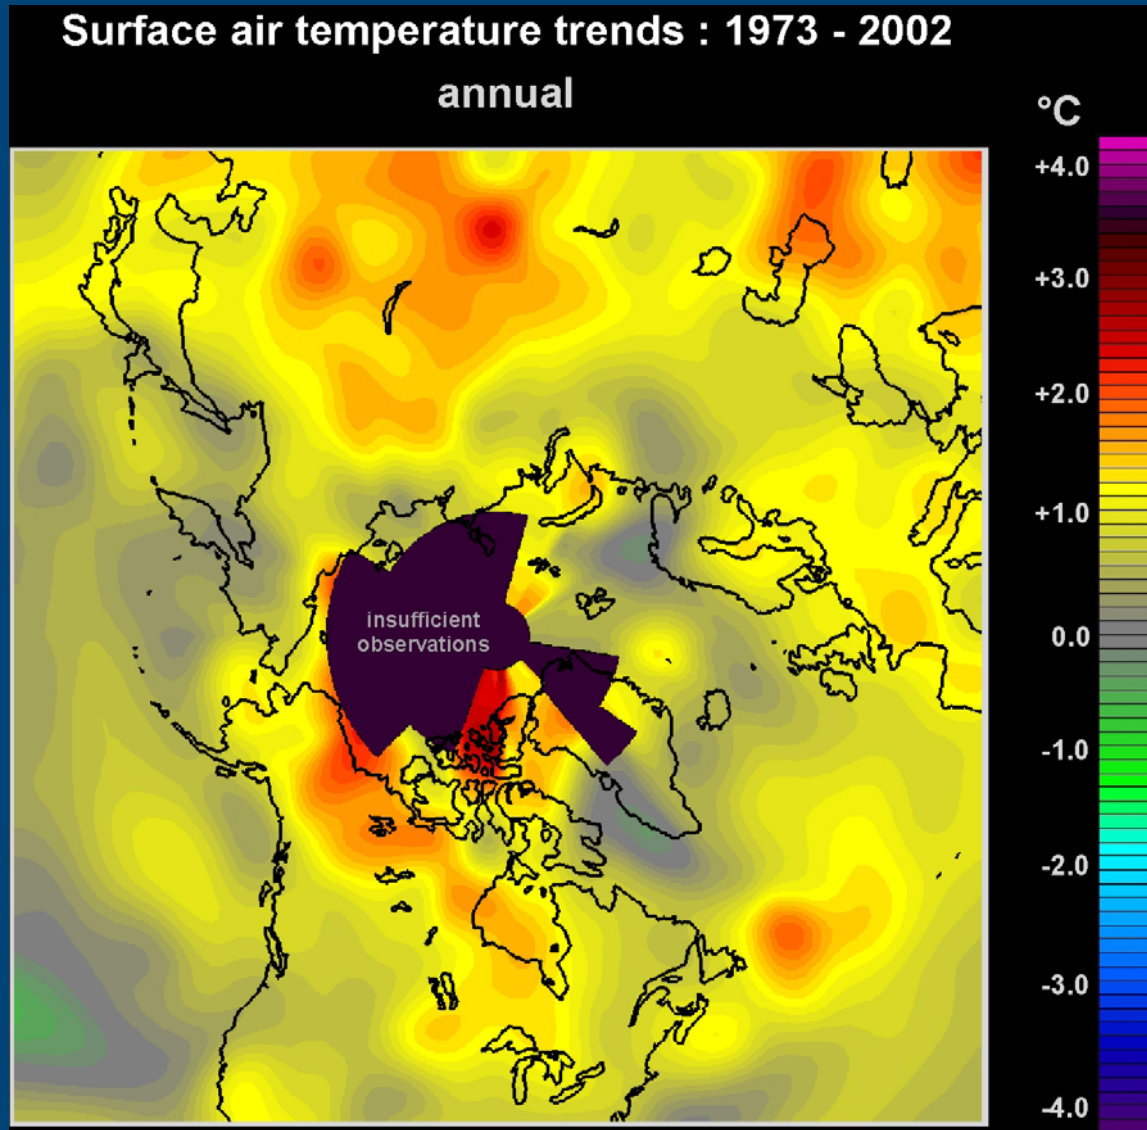 Surface air temperature trends : 1973 - 2002
annual
°C
+4.0
+3.0
+2.0
+1.0
0.0
-1.0
-2.0
-3.0
-4.0
insufficient
observations